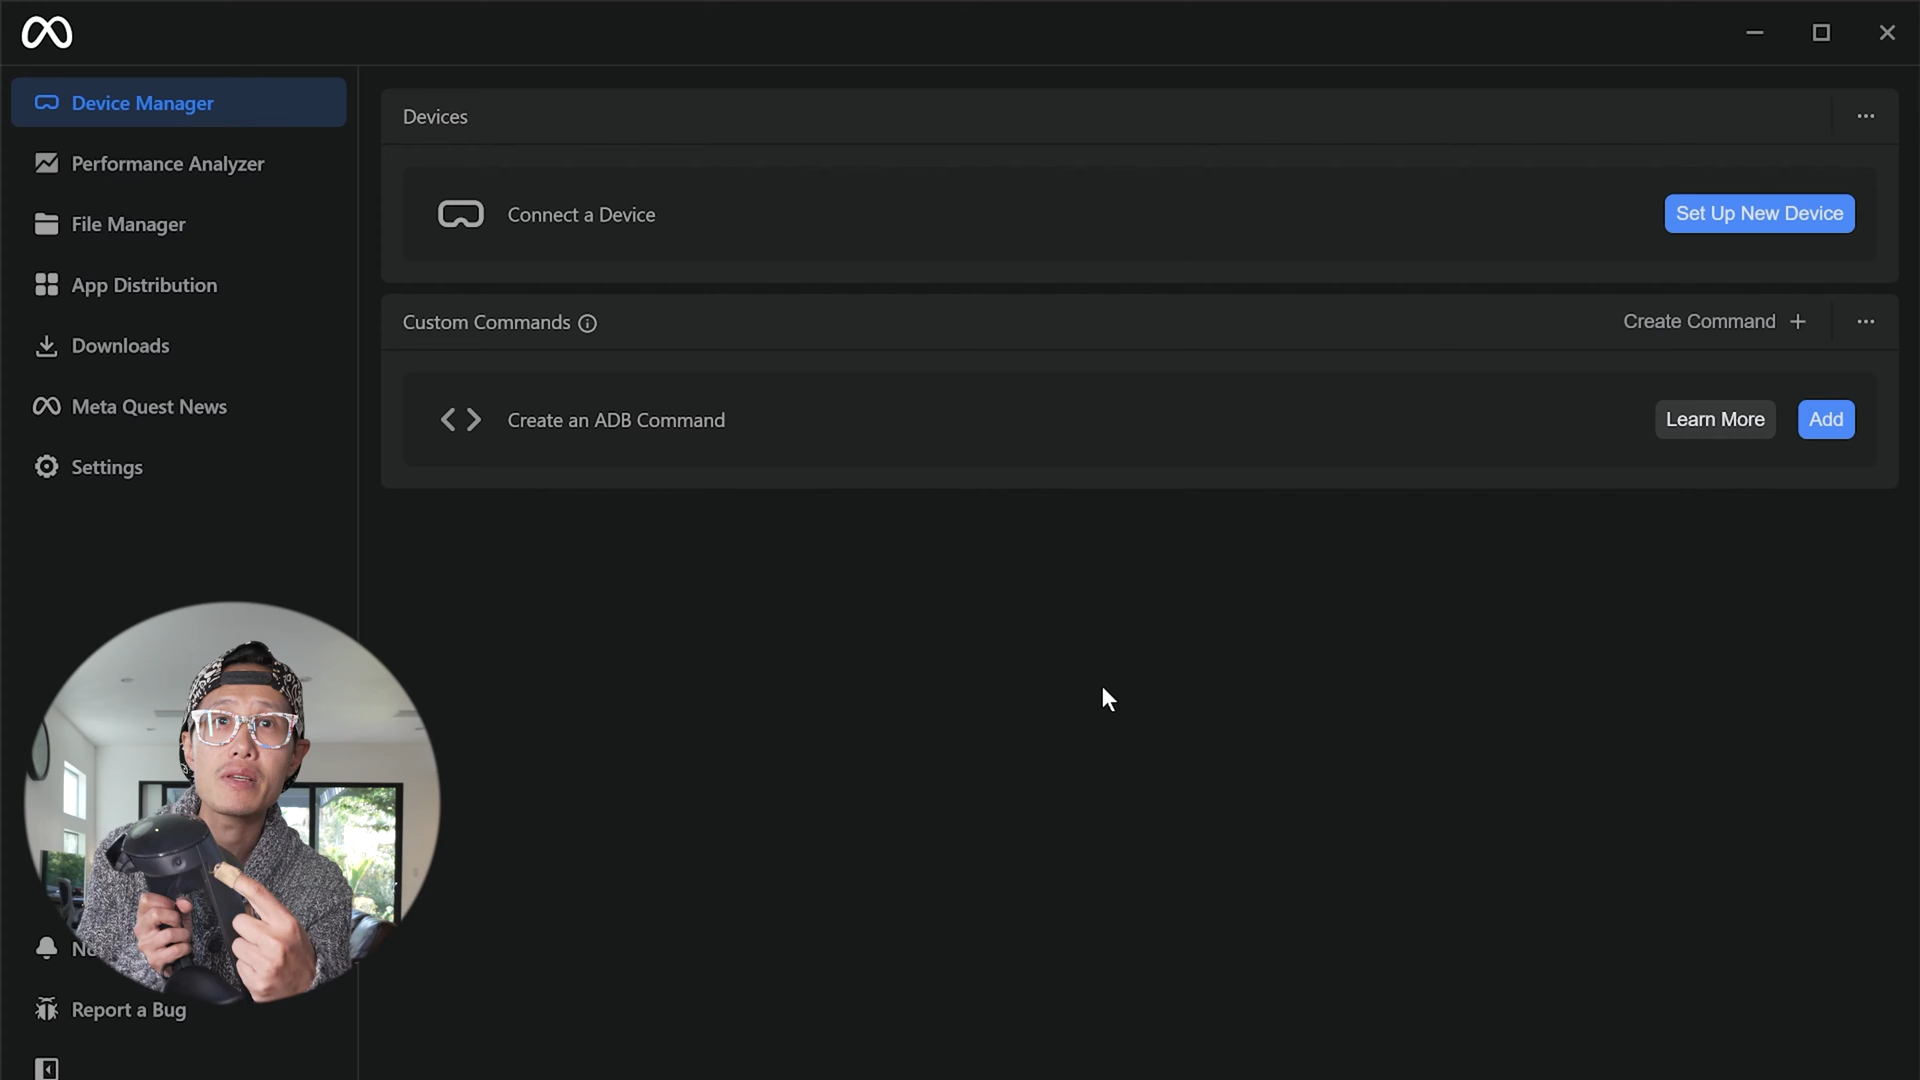 Device Manager
Performance Analyzer
File Manager
App Distribution
Downloads
Meta Quest News
Settings
Report a Bug
Devices
Connect a Device
Set Up New Device
Custom Commands
Create Command
Create an ADB Command
Learn More
Add